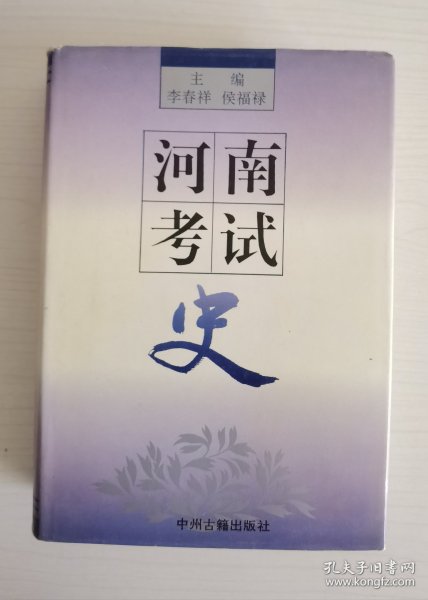 主 编
李春祥 侯福禄
河南
考试
史
中州古籍出版社
孔夫子旧书网
www.kongfz.com